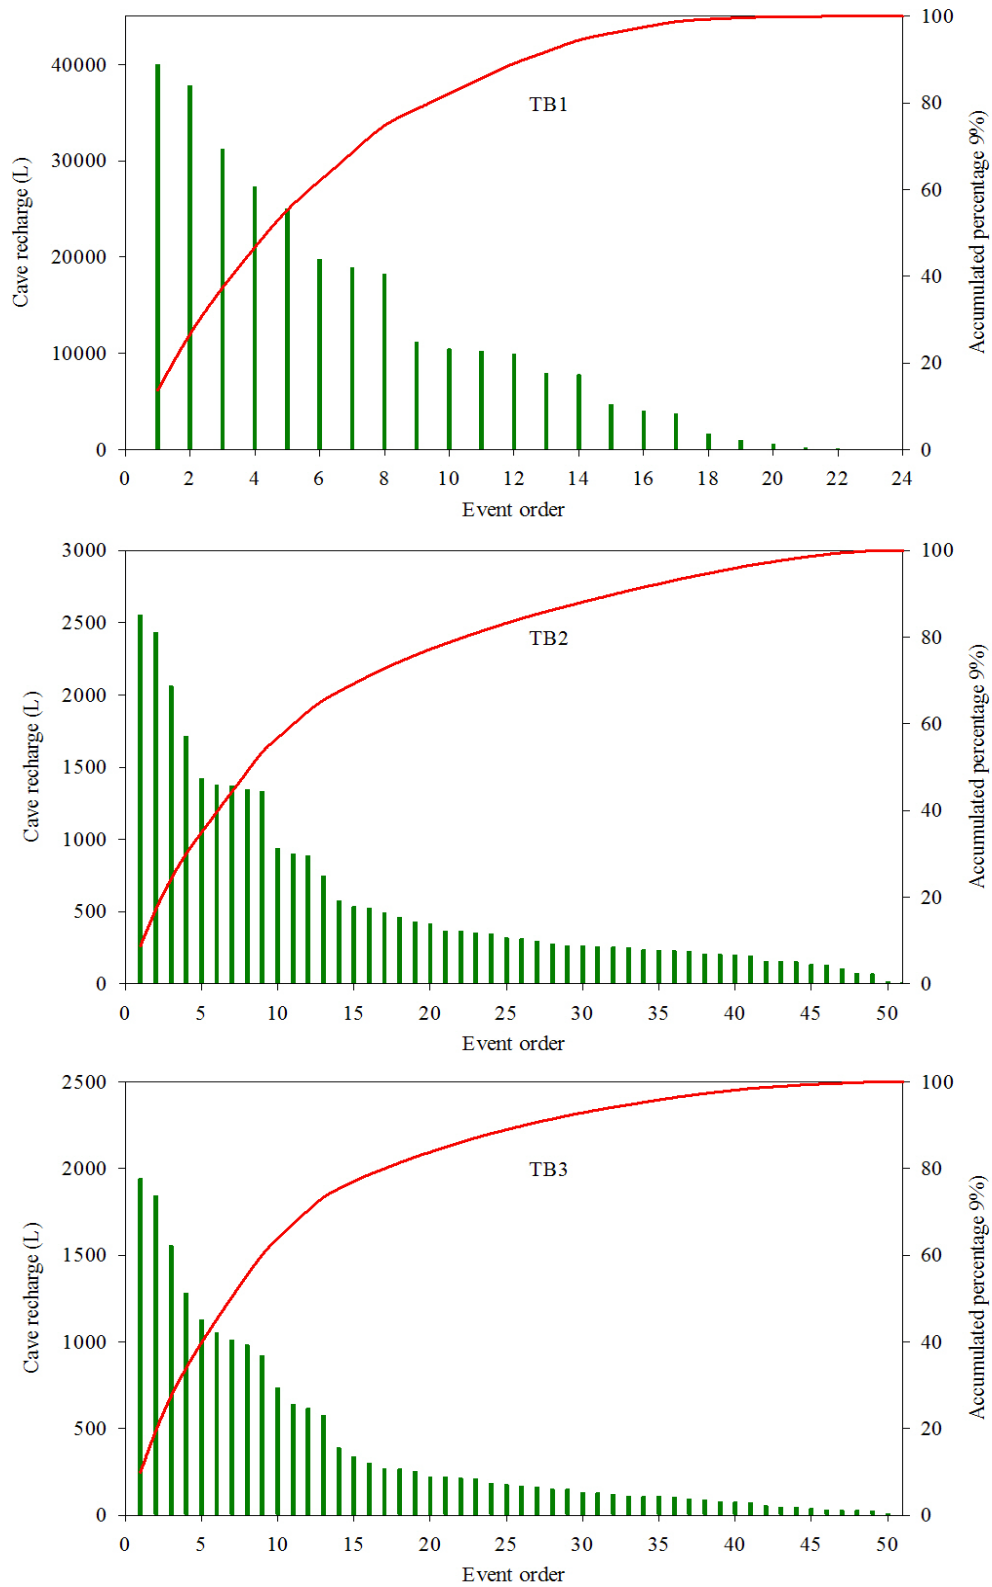 100
40000
80
TB1
30000
60
Cave recharge (L)
Accumulated percentage 9%)
20000
40
10000
20
0
0
0 2 4 6 8 10 12 14 16 18 20 22 24
Event order
3000
100
2500
80
TB2
2000
60
Cave recharge (L)
Accumulated percentage 9%)
1500
40
1000
20
500
0
0
0 5 10 15 20 25 30 35 40 45 50
Event order
2500
100
2000
80
TB3
1500
60
Cave recharge (L)
Accumulated percentage 9%)
1000
40
500
20
0
0
0 5 10 15 20 25 30 35 40 45 50
Event order